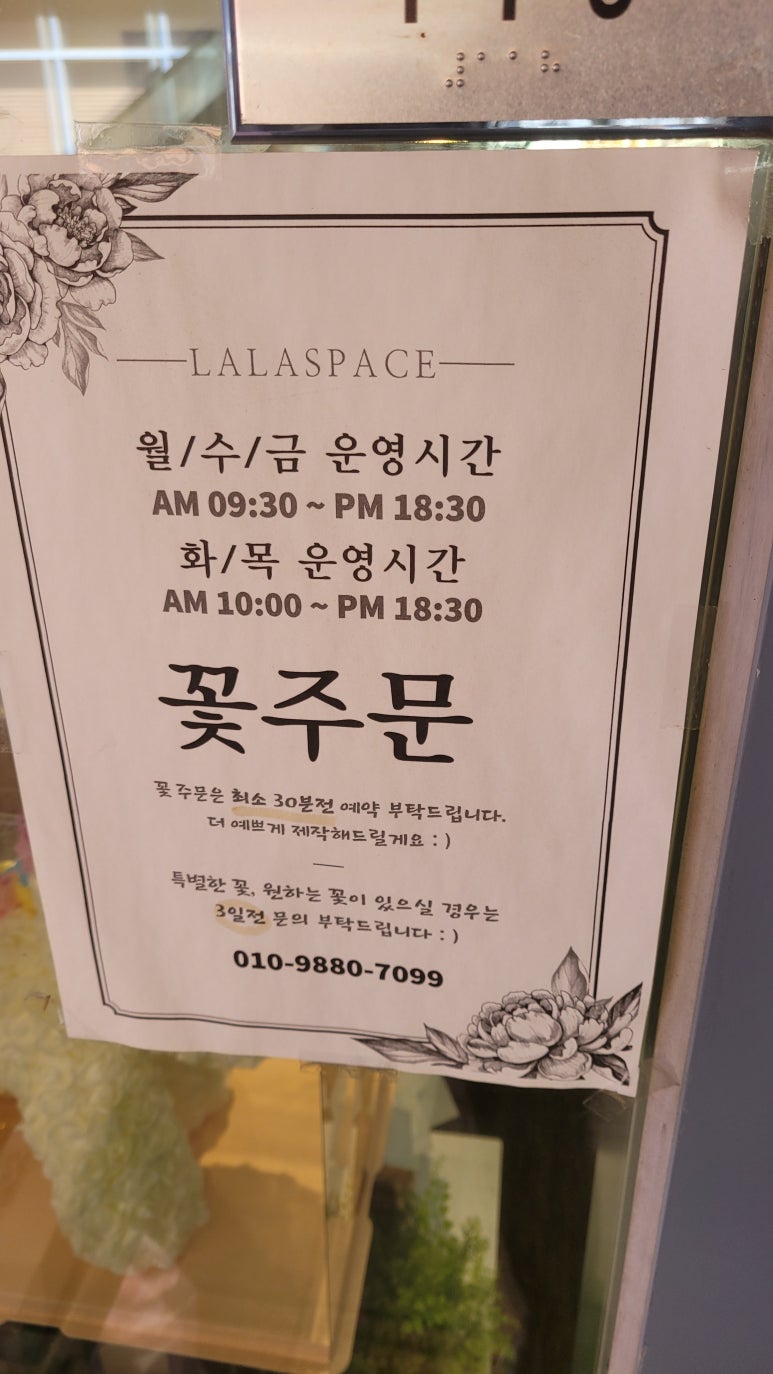 LALASPACE
월/수/금 운영시간
AM 09:30 ~ PM 18:30
화/목 운영시간
AM 10:00 ~ PM 18:30
꽃주문
꽃 주문은 최소 30분전 예약 부탁드립니다.
더 예쁘게 제작해드릴게요 : )
특별한 꽃, 원하는 꽃이 있으실 경우는
3일전 문의 부탁드립니다 : )
010-9880-7099